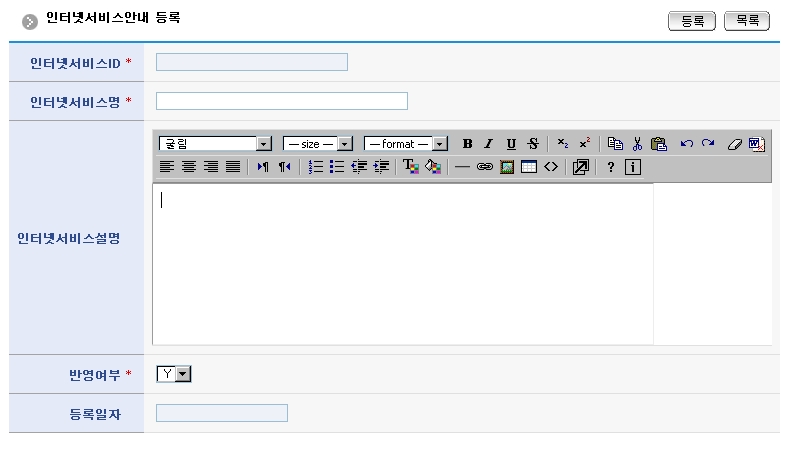 인터넷서비스안내 등록
등록 목록
인터넷서비스ID *
인터넷서비스명 *
굴림 — size — — format — B I U S x₂ x²
T ? i
인터넷서비스설명
반영여부 * Y
등록일자